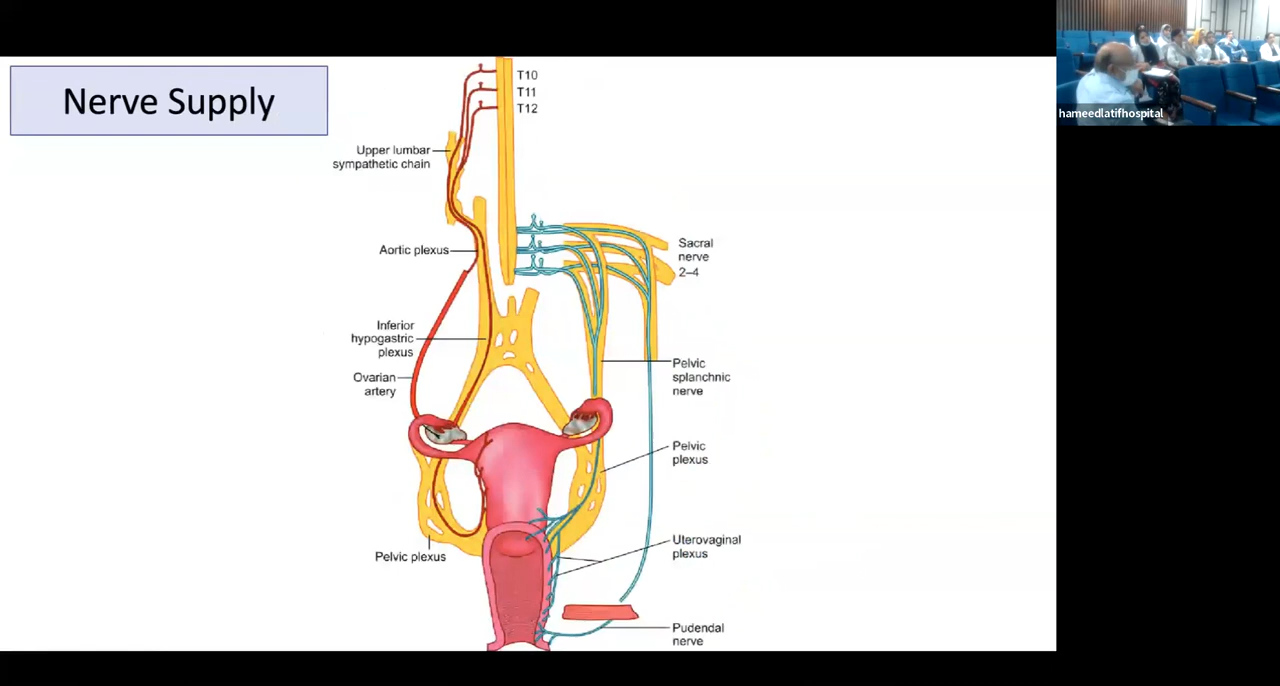 Nerve Supply
T10
T11
T12
Upper lumbar
sympathetic chain
Aortic plexus
Sacral
nerve
2–4
Inferior
hypogastric
plexus
Ovarian
artery
Pelvic
splanchnic
nerve
Pelvic
plexus
Uterovaginal
plexus
Pelvic plexus
Pudendal
nerve
hameedlatifhospital